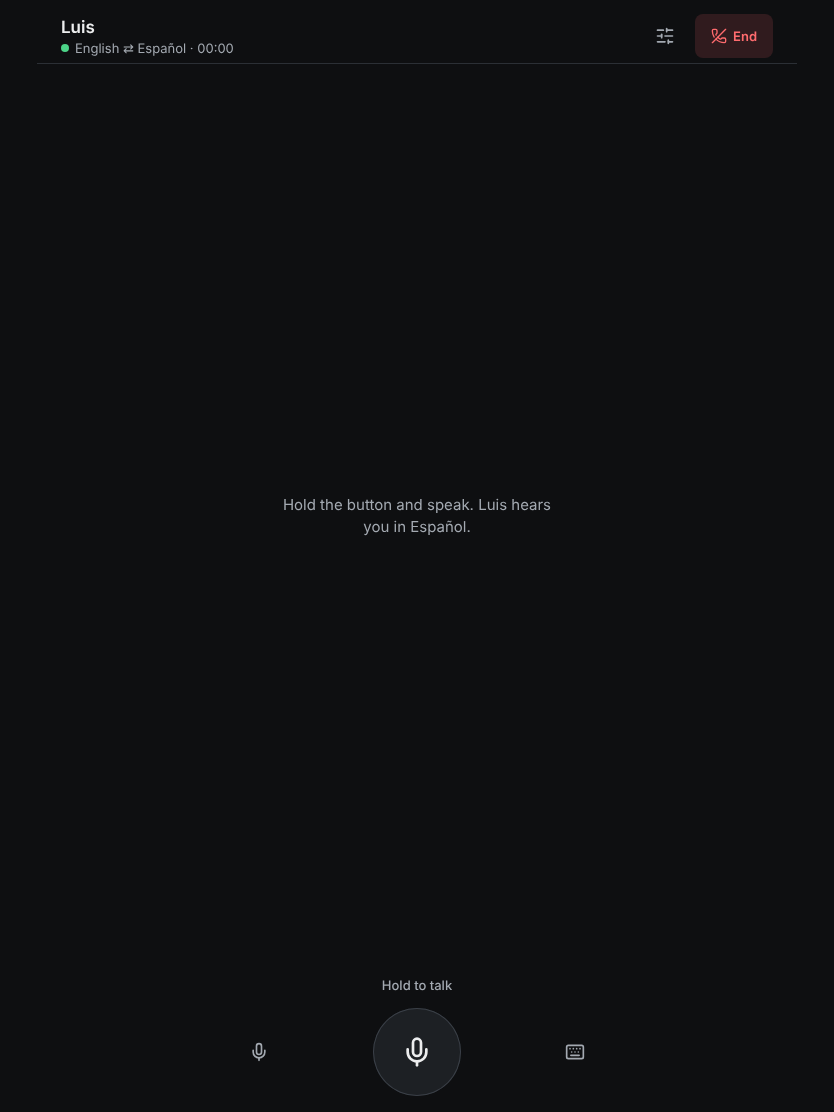 Luis
English ⇄ Español · 00:00
End
Hold the button and speak. Luis hears
you in Español.
Hold to talk